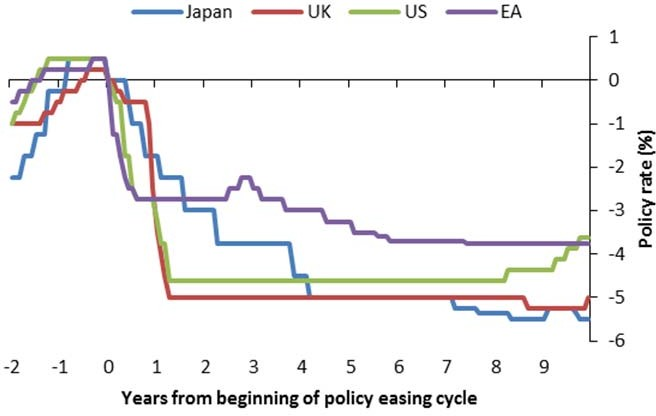 Japan UK US EA
1
0
-1
-2
-3
-4
-5
-6
Policy rate (%)
-2 -1 0 1 2 3 4 5 6 7 8 9
Years from beginning of policy easing cycle